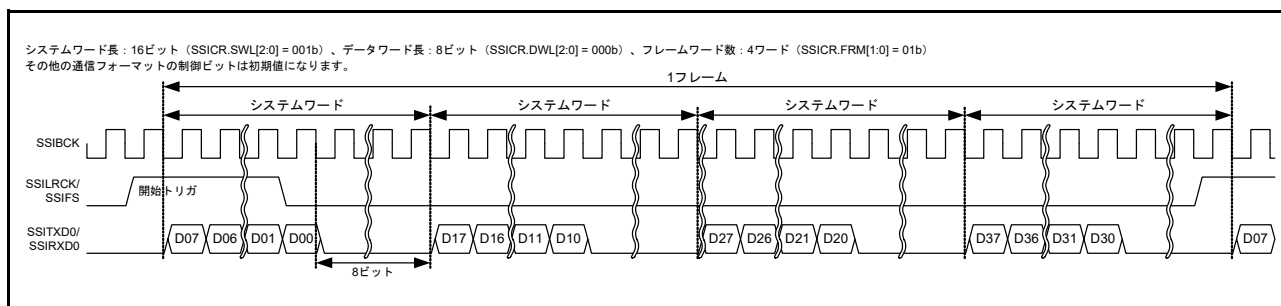 システムワード長：16ビット（SSICR.SWL[2:0] = 001b）、データワード長：8ビット（SSICR.DWL[2:0] = 000b）、フレームワード数：4ワード（SSICR.FRM[1:0] = 01b）
その他の通信フォーマットの制御ビットは初期値になります。
1フレーム
システムワード システムワード システムワード システムワード
SSIBCK
SSILRCK/
SSIFS
開始トリガ
SSITXD0/
SSIRXD0
D07 D06 D01 D00 D17 D16 D11 D10 D27 D26 D21 D20 D37 D36 D31 D30 D07
8ビット